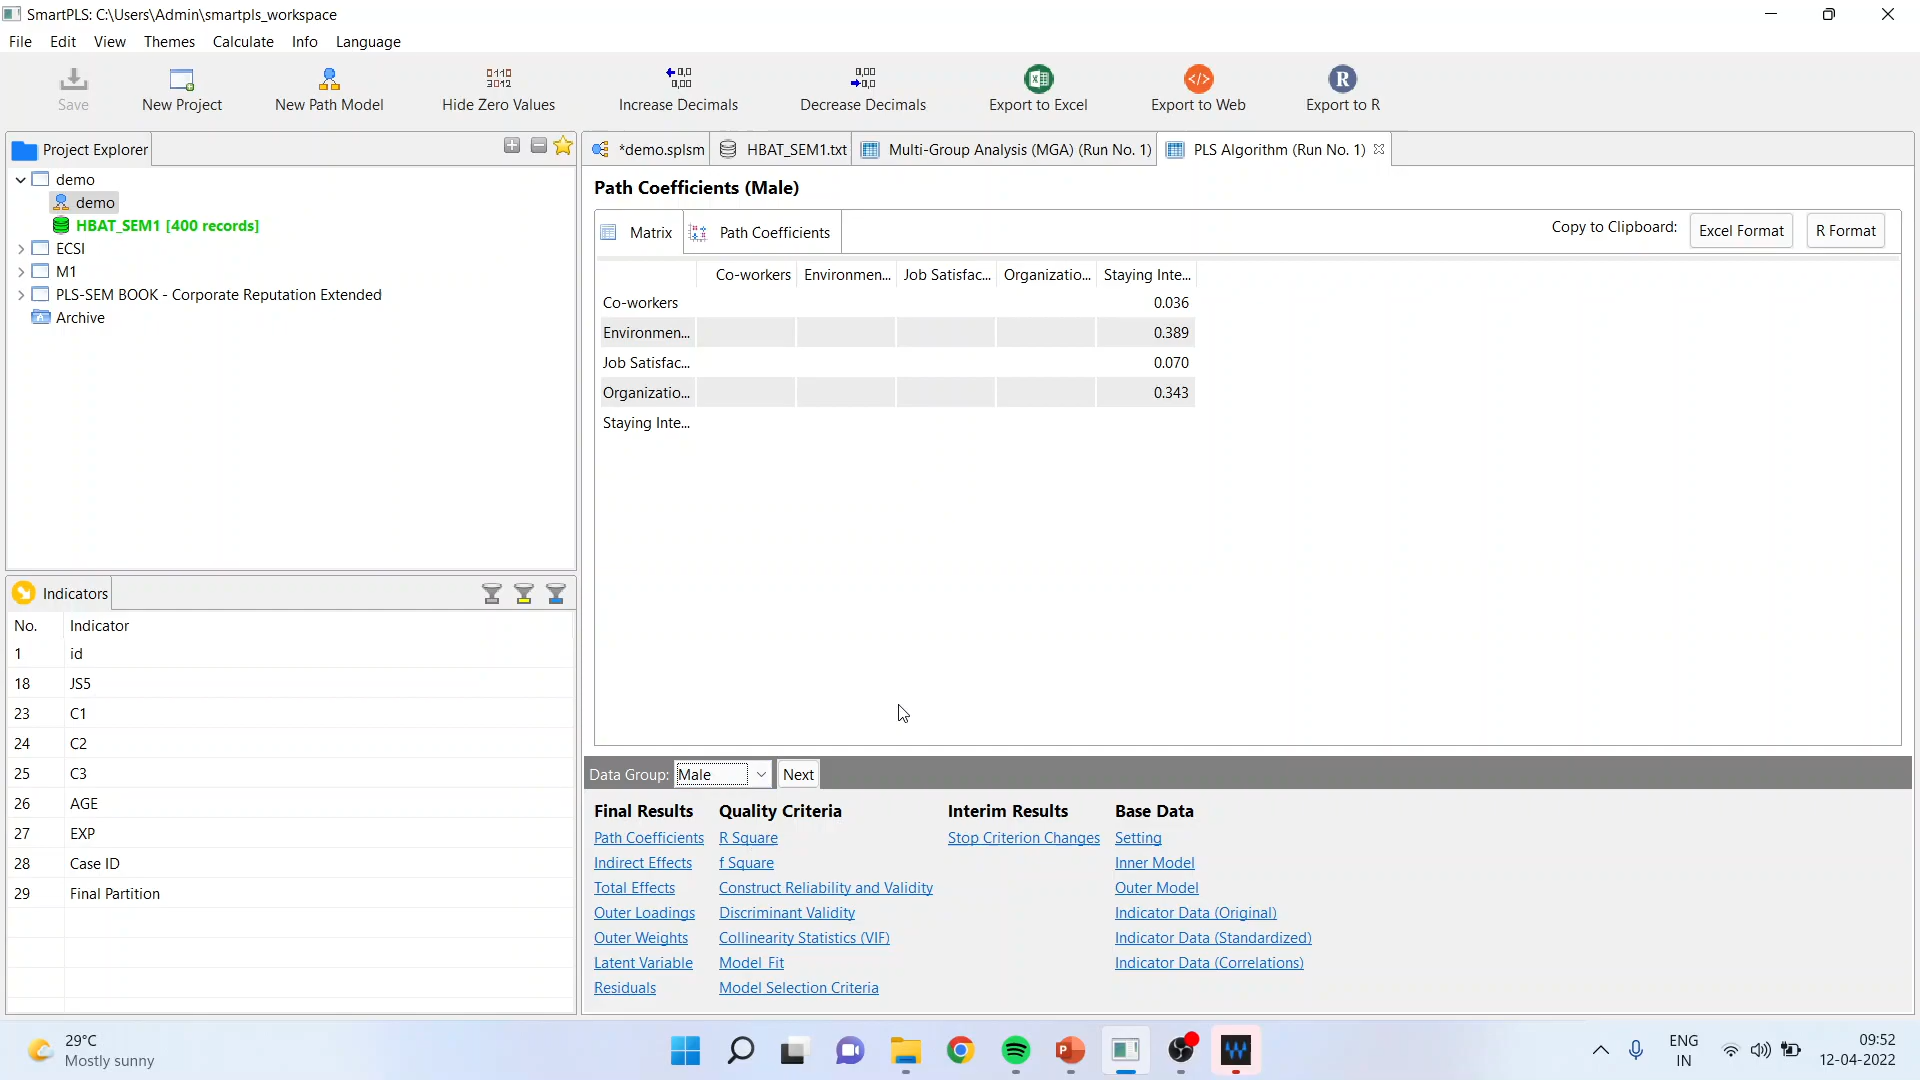 SmartPLS: C:\Users\Admin\smartpls_workspace
File Edit View Themes Calculate Info Language
Save New Project New Path Model Hide Zero Values Increase Decimals Decrease Decimals Export to Excel Export to Web Export to R
Project Explorer
demo
demo
HBAT_SEM1 [400 records]
ECSI
M1
PLS-SEM BOOK - Corporate Reputation Extended
Archive
Indicators
No. Indicator
1 id
18 JS5
23 C1
24 C2
25 C3
26 AGE
27 EXP
28 Case ID
29 Final Partition
*demo.splsm HBAT_SEM1.txt Multi-Group Analysis (MGA) (Run No. 1) PLS Algorithm (Run No. 1)
Path Coefficients (Male)
Matrix Path Coefficients Copy to Clipboard: Excel Format R Format
Co-workers Environmen... Job Satisfac... Organizatio... Staying Inte...
Co-workers 0.036
Environmen... 0.389
Job Satisfac... 0.070
Organizatio... 0.343
Staying Inte...
Data Group: Male Next
Final Results Quality Criteria Interim Results Base Data
Path Coefficients R Square Stop Criterion Changes Setting
Indirect Effects f Square Inner Model
Total Effects Construct Reliability and Validity Outer Model
Outer Loadings Discriminant Validity Indicator Data (Original)
Outer Weights Collinearity Statistics (VIF) Indicator Data (Standardized)
Latent Variable Model_Fit Indicator Data (Correlations)
Residuals Model Selection Criteria
29°C
Mostly sunny
ENG
IN
09:52
12-04-2022